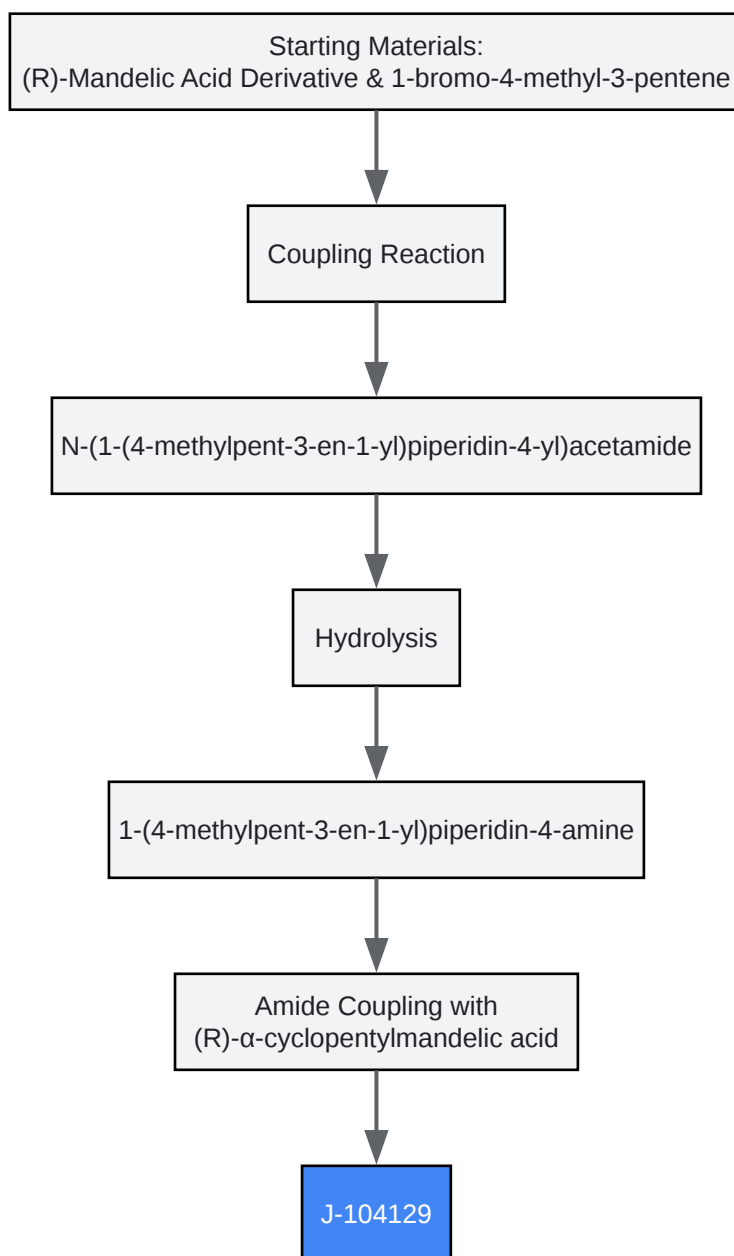 Starting Materials:
(R)-Mandelic Acid Derivative & 1-bromo-4-methyl-3-pentene
Coupling Reaction
N-(1-(4-methylpent-3-en-1-yl)piperidin-4-yl)acetamide
Hydrolysis
1-(4-methylpent-3-en-1-yl)piperidin-4-amine
Amide Coupling with
(R)-α-cyclopentylmandelic acid
J-104129